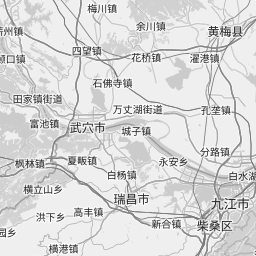 梅川镇
余川镇
黄梅县
四望镇
花桥镇
濯港镇
石佛寺镇
田家镇街道
万丈湖街道
孔垄镇
富池镇
武穴市
城子镇
分路镇
枫林镇
夏畈镇
永安乡
白杨镇
白水湖
横立山乡
瑞昌市
九江市
洪下乡
高丰镇
新合镇
柴桑区
横港镇